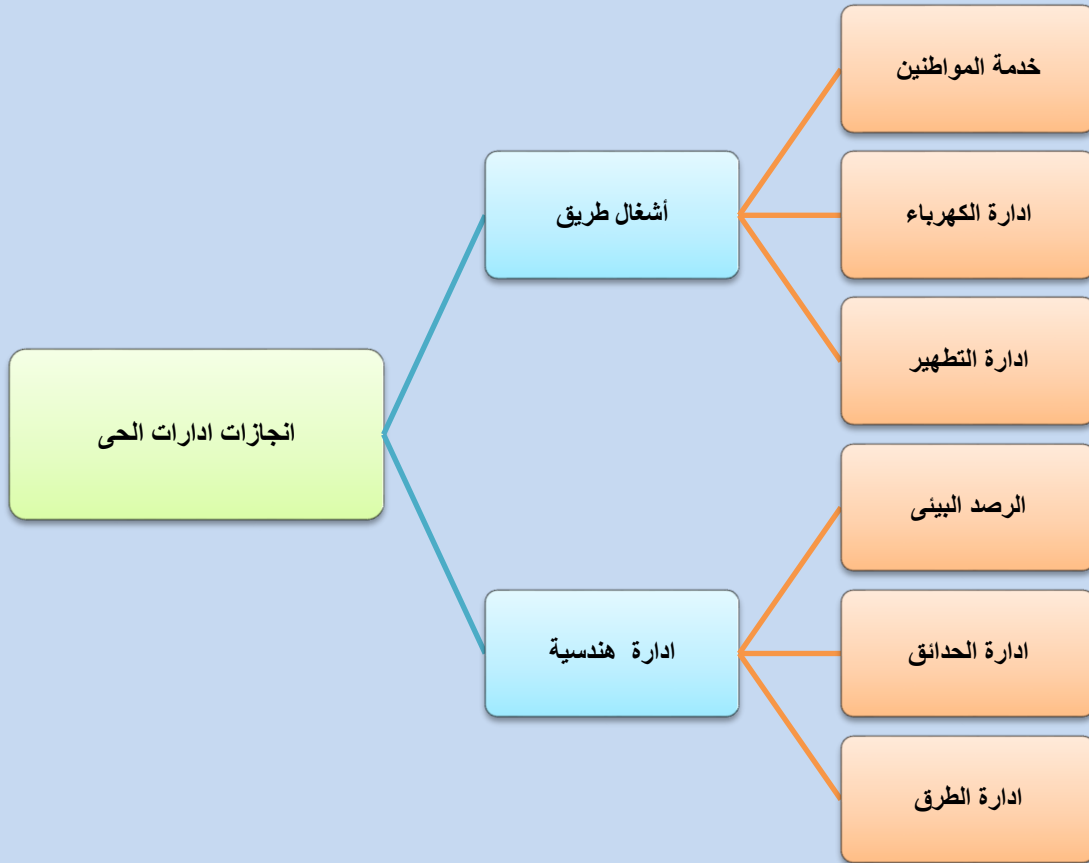 انجازات ادارات الحى
أشغال طريق
خدمة المواطنين
ادارة الكهرباء
ادارة التطهير
ادارة هندسية
الرصد البيئى
ادارة الحدائق
ادارة الطرق